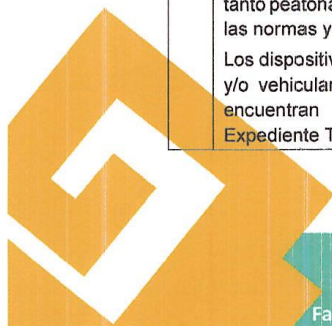 tanto peatona
las normas y
Los dispositiv
y/o vehicular
encuentran
Expediente T
Fa